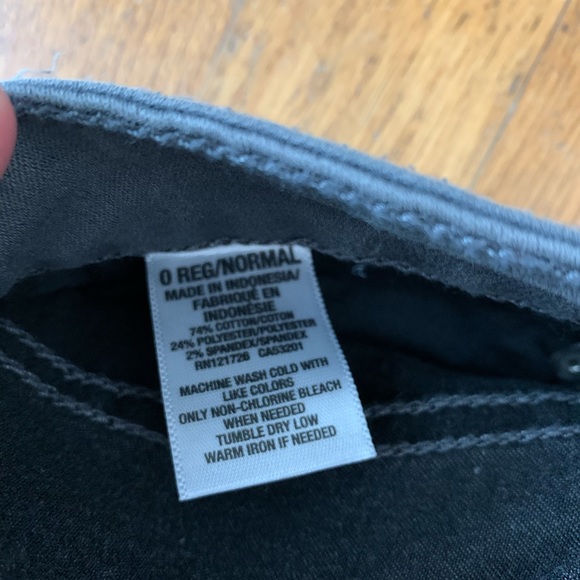 0 REG/NORMAL
MADE IN INDONESIA/
FABRIQUÉ EN
INDONÉSIE
74% COTTON/COTON
24% POLYESTER/POLYESTER
2% SPANDEX/SPANDEX
RN121726 CA53201
MACHINE WASH COLD WITH
LIKE COLORS
ONLY NON-CHLORINE BLEACH
WHEN NEEDED
TUMBLE DRY LOW
WARM IRON IF NEEDED